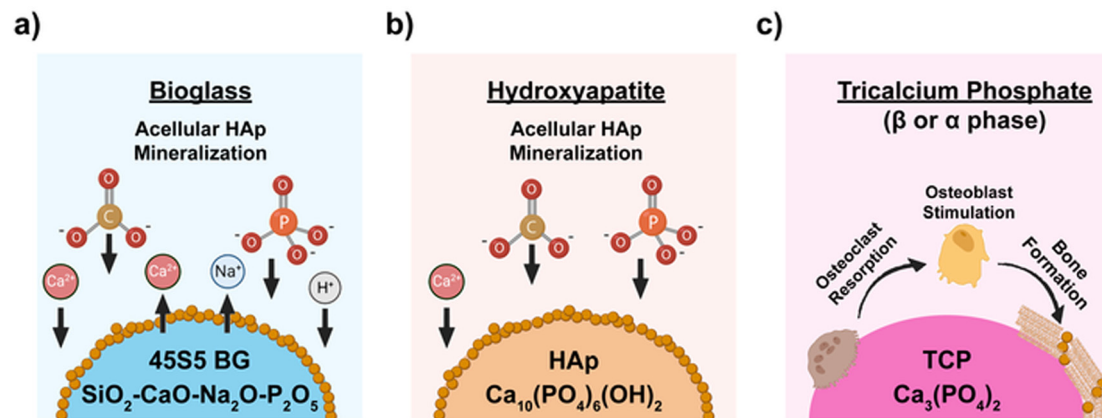 a)
Bioglass
Acellular HAp
Mineralization
O
C
O⁻
O⁻
O
P
O⁻
O⁻
O⁻
Ca²⁺
Ca²⁺
Na⁺
H⁺
45S5 BG
SiO₂-CaO-Na₂O-P₂O₅
b)
Hydroxyapatite
Acellular HAp
Mineralization
O
C
O⁻
O⁻
O
P
O⁻
O⁻
O⁻
Ca²⁺
HAp
Ca₁₀(PO₄)₆(OH)₂
c)
Tricalcium Phosphate
(β or α phase)
Osteoclast
Resorption
Osteoblast
Stimulation
Bone
Formation
TCP
Ca₃(PO₄)₂